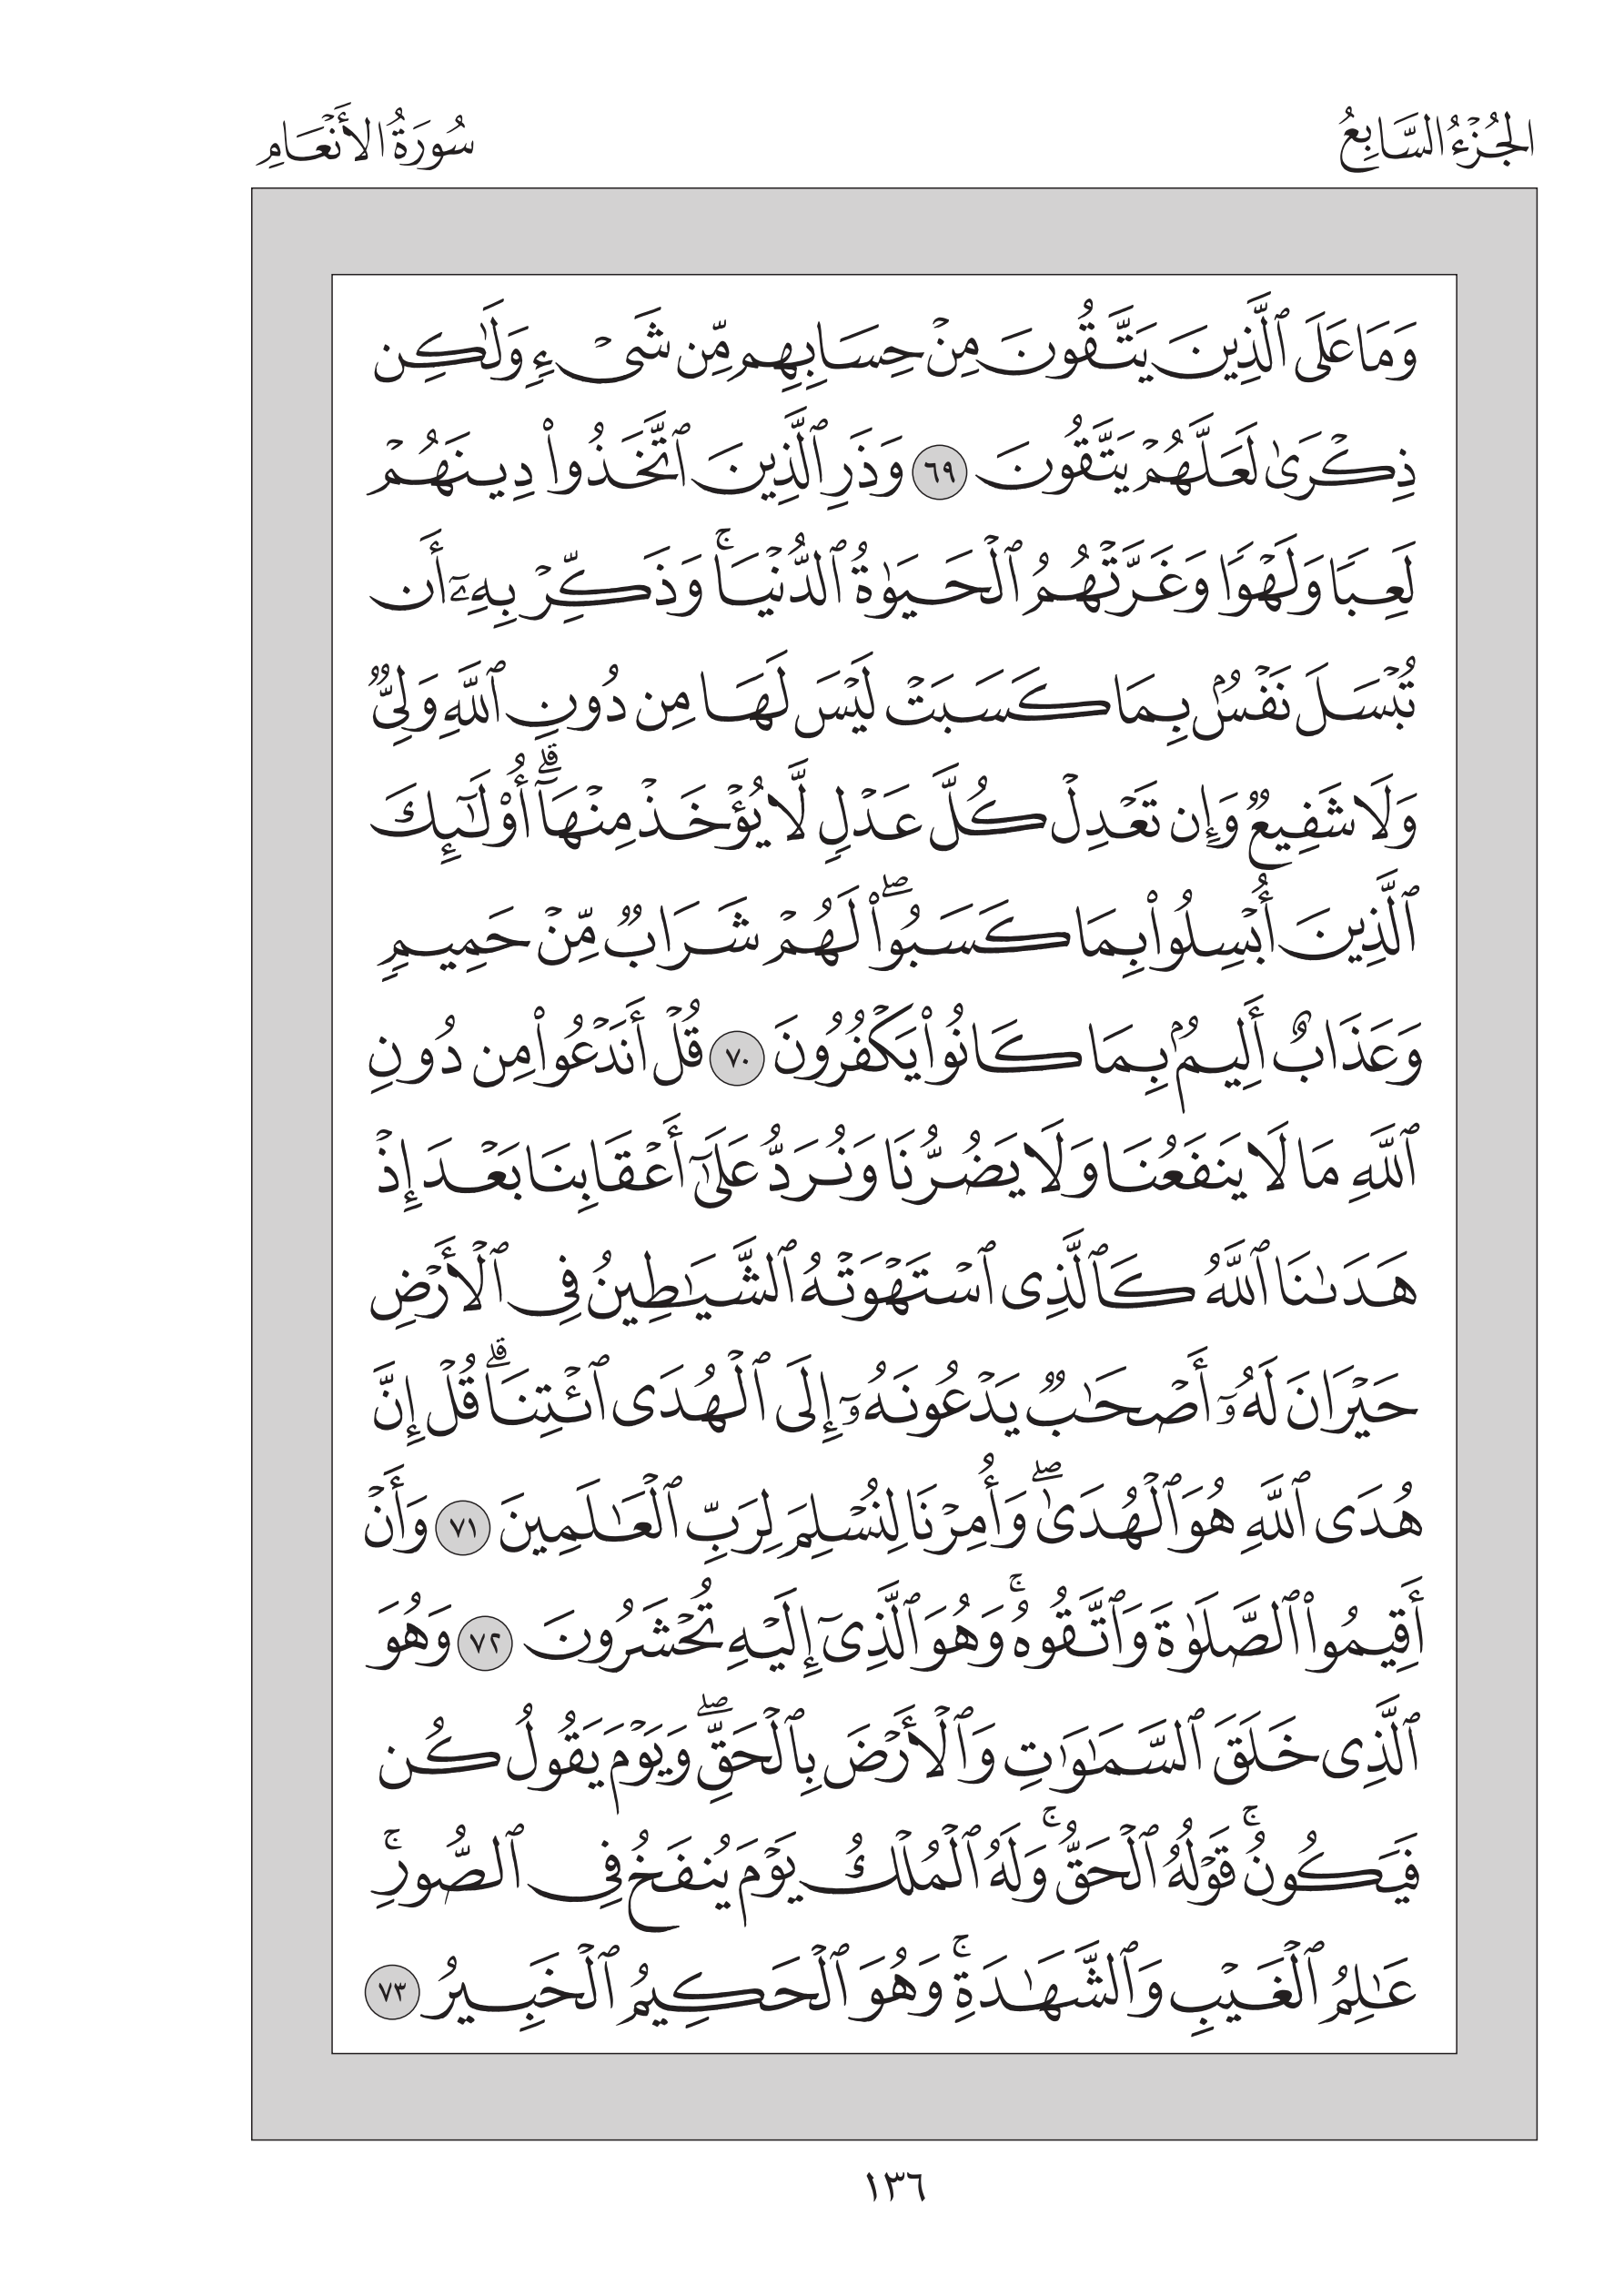 الجُزْءُ السَّابِعُ
سُورَةُ الأَنْعَامِ
وَمَا عَلَى ٱلَّذِينَ يَتَّقُونَ مِنْ حِسَابِهِم مِّن شَىْءٍ وَلَٰكِن
ذِكْرَىٰ لَعَلَّهُمْ يَتَّقُونَ ٦٩ وَذَرِ ٱلَّذِينَ ٱتَّخَذُوا۟ دِينَهُمْ
لَعِبًا وَلَهْوًا وَغَرَّتْهُمُ ٱلْحَيَوٰةُ ٱلدُّنْيَا ۚ وَذَكِّرْ بِهِۦٓ أَن
تُبْسَلَ نَفْسٌۢ بِمَا كَسَبَتْ لَيْسَ لَهَا مِن دُونِ ٱللَّهِ وَلِىٌّ
وَلَا شَفِيعٌ وَإِن تَعْدِلْ كُلَّ عَدْلٍ لَّا يُؤْخَذْ مِنْهَآ ۗ أُو۟لَٰٓئِكَ
ٱلَّذِينَ أُبْسِلُوا۟ بِمَا كَسَبُوا۟ ۖ لَهُمْ شَرَابٌ مِّنْ حَمِيمٍ
وَعَذَابٌ أَلِيمٌۢ بِمَا كَانُوا۟ يَكْفُرُونَ ٧٠ قُلْ أَنَدْعُوا۟ مِن دُونِ
ٱللَّهِ مَا لَا يَنفَعُنَا وَلَا يَضُرُّنَا وَنُرَدُّ عَلَىٰٓ أَعْقَابِنَا بَعْدَ إِذْ
هَدَىٰنَا ٱللَّهُ كَٱلَّذِى ٱسْتَهْوَتْهُ ٱلشَّيَٰطِينُ فِى ٱلْأَرْضِ
حَيْرَانَ لَهُۥٓ أَصْحَٰبٌ يَدْعُونَهُۥٓ إِلَى ٱلْهُدَى ٱئْتِنَا ۗ قُلْ إِنَّ
هُدَى ٱللَّهِ هُوَ ٱلْهُدَىٰ ۖ وَأُمِرْنَا لِنُسْلِمَ لِرَبِّ ٱلْعَٰلَمِينَ ٧١ وَأَنْ
أَقِيمُوا۟ ٱلصَّلَوٰةَ وَٱتَّقُوهُ ۚ وَهُوَ ٱلَّذِىٓ إِلَيْهِ تُحْشَرُونَ ٧٢ وَهُوَ
ٱلَّذِى خَلَقَ ٱلسَّمَٰوَٰتِ وَٱلْأَرْضَ بِٱلْحَقِّ ۖ وَيَوْمَ يَقُولُ كُن
فَيَكُونُ ۚ قَوْلُهُ ٱلْحَقُّ ۚ وَلَهُ ٱلْمُلْكُ يَوْمَ يُنفَخُ فِى ٱلصُّورِ ۚ
عَٰلِمُ ٱلْغَيْبِ وَٱلشَّهَٰدَةِ ۚ وَهُوَ ٱلْحَكِيمُ ٱلْخَبِيرُ ٧٣
١٣٦